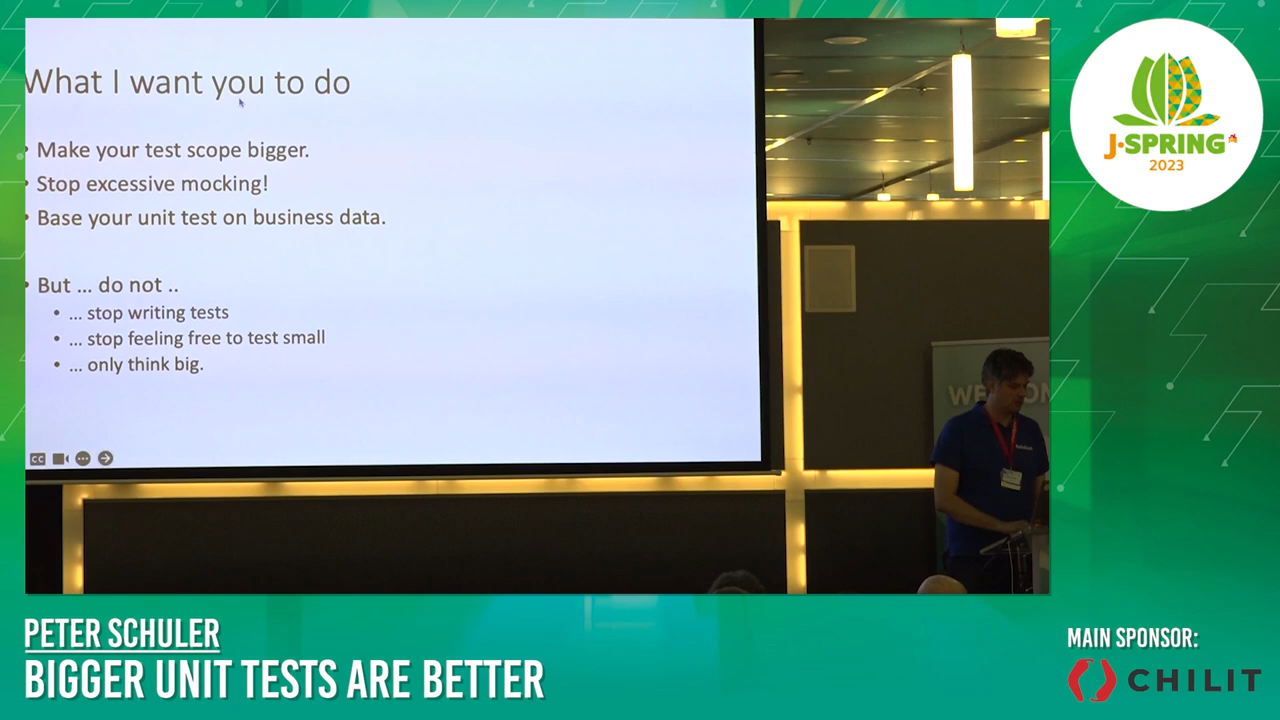 What I want you to do
• Make your test scope bigger.
• Stop excessive mocking!
• Base your unit test on business data.
• But ... do not ..
• ... stop writing tests
• ... stop feeling free to test small
• ... only think big.
CC
J•SPRING
2023
PETER SCHULER
BIGGER UNIT TESTS ARE BETTER
MAIN SPONSOR:
CHILIT